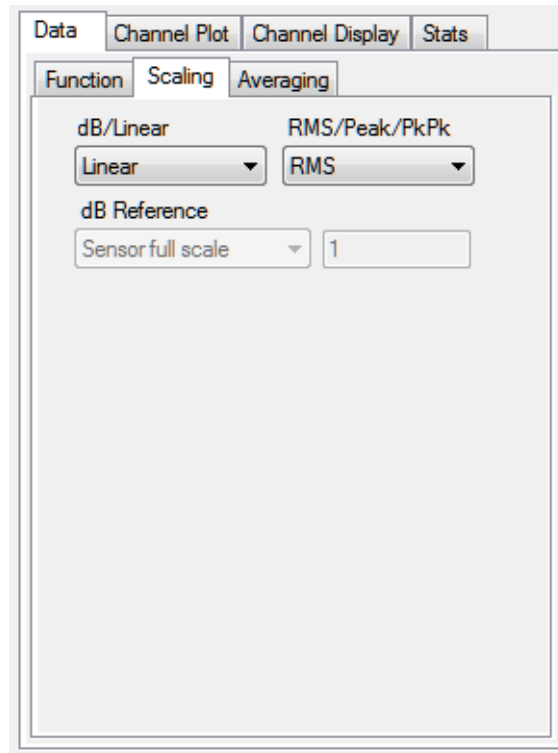 Data Channel Plot Channel Display Stats
Function Scaling Averaging
dB/Linear RMS/Peak/PkPk
Linear RMS
dB Reference
Sensor full scale 1